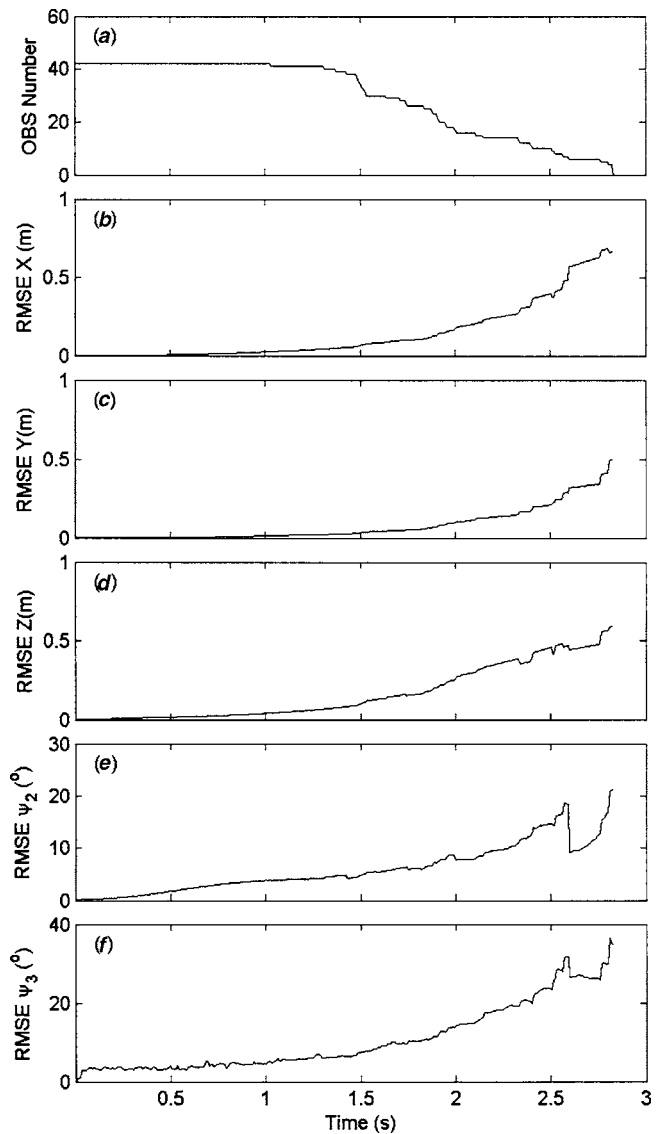 60
(a)
40
20
0
OBS Number
1
(b)
0.5
0
RMSE X (m)
1
(c)
0.5
0
RMSE Y(m)
1
(d)
0.5
0
RMSE Z(m)
30
(e)
20
10
0
RMSE ψ2 (°)
40
(f)
20
0
RMSE ψ3 (°)
0.5 1 1.5 2 2.5 3
Time (s)